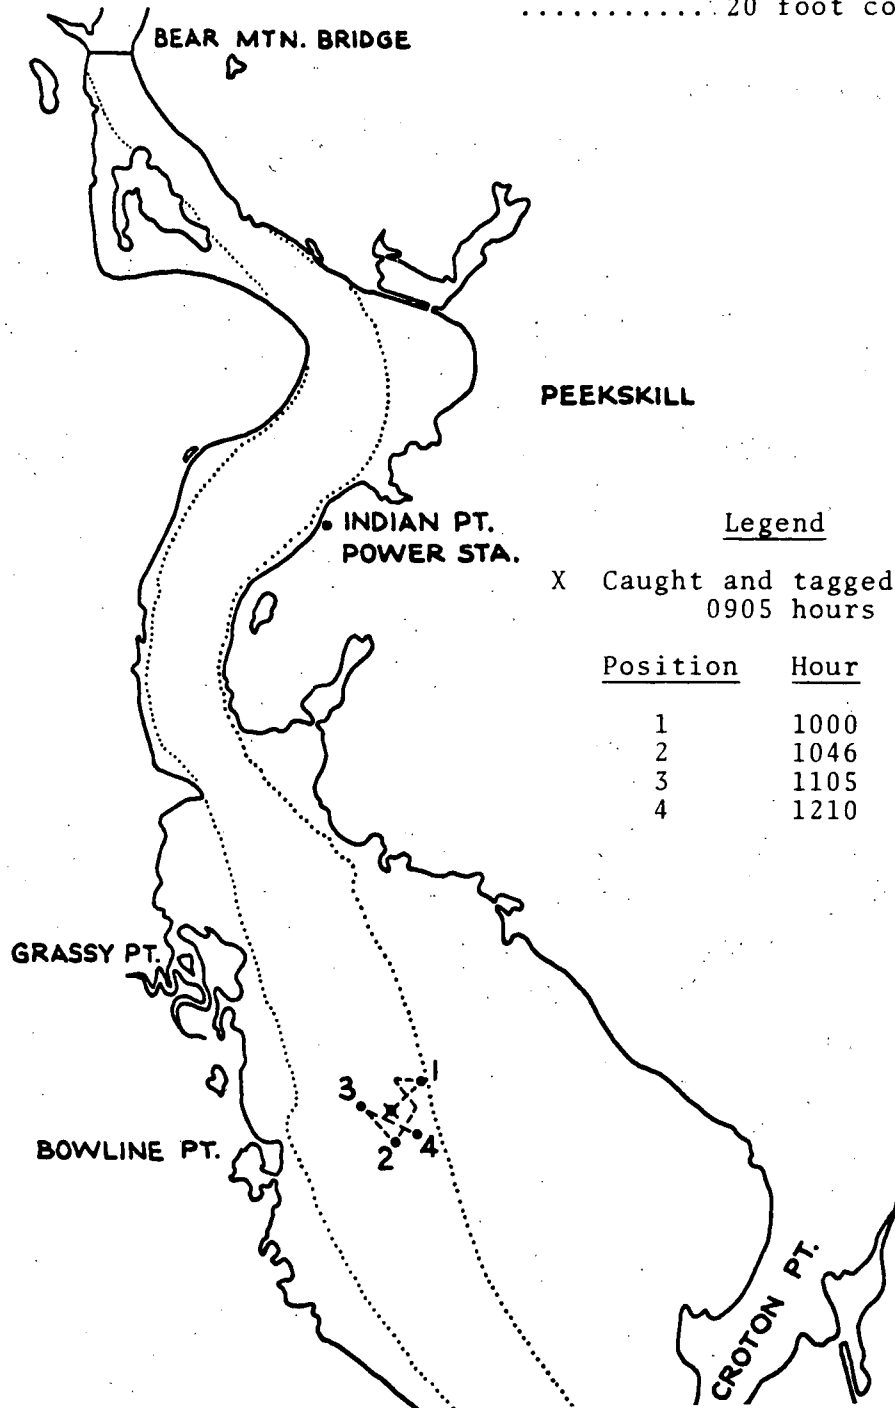 ........... 20 foot co
BEAR MTN. BRIDGE
PEEKSKILL
INDIAN PT.
POWER STA.
Legend
X Caught and tagged
0905 hours
Position Hour
1 1000
2 1046
3 1105
4 1210
GRASSY PT.
1
3
4
2
BOWLINE PT.
CROTON PT.